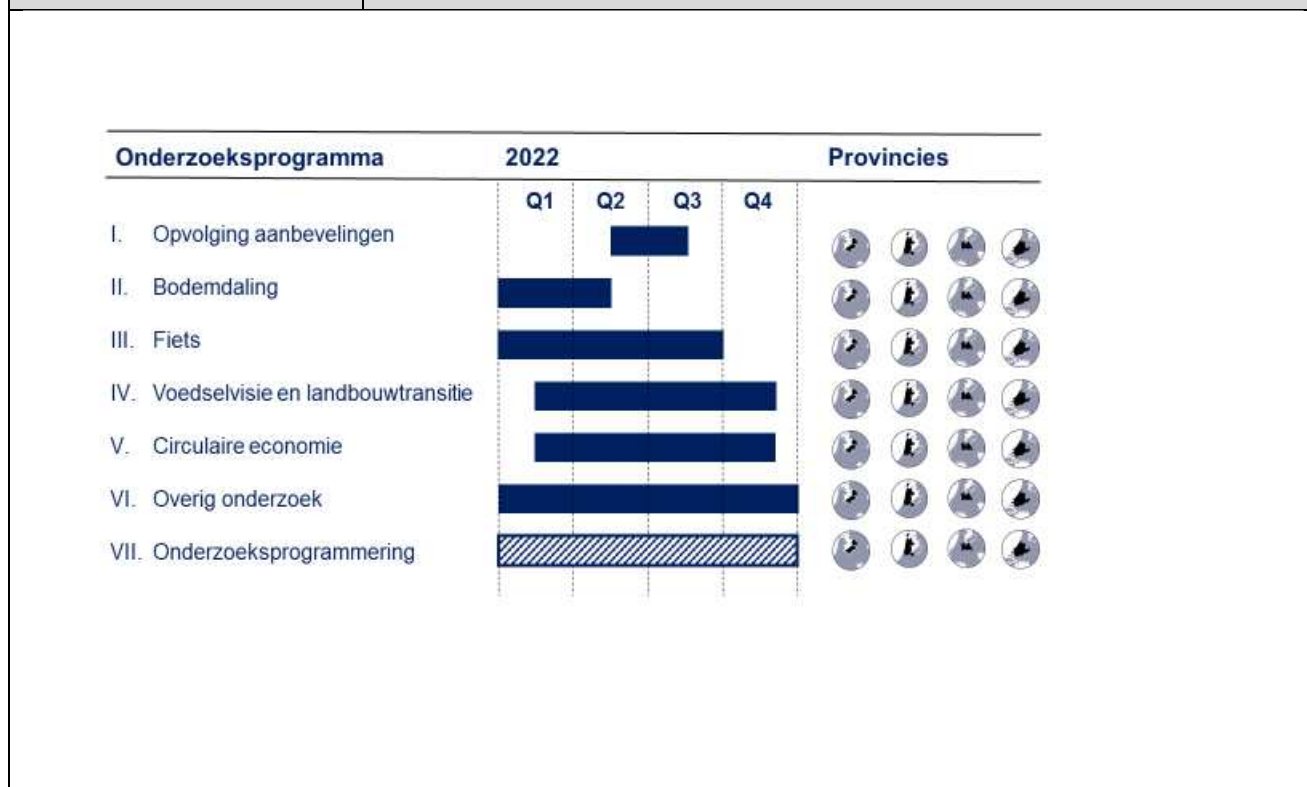 Onderzoeksprogramma 2022 Provincies
Q1 Q2 Q3 Q4
I. Opvolging aanbevelingen
II. Bodemdaling
III. Fiets
IV. Voedselvisie en landbouwtransitie
V. Circulaire economie
VI. Overig onderzoek
VII. Onderzoeksprogrammering